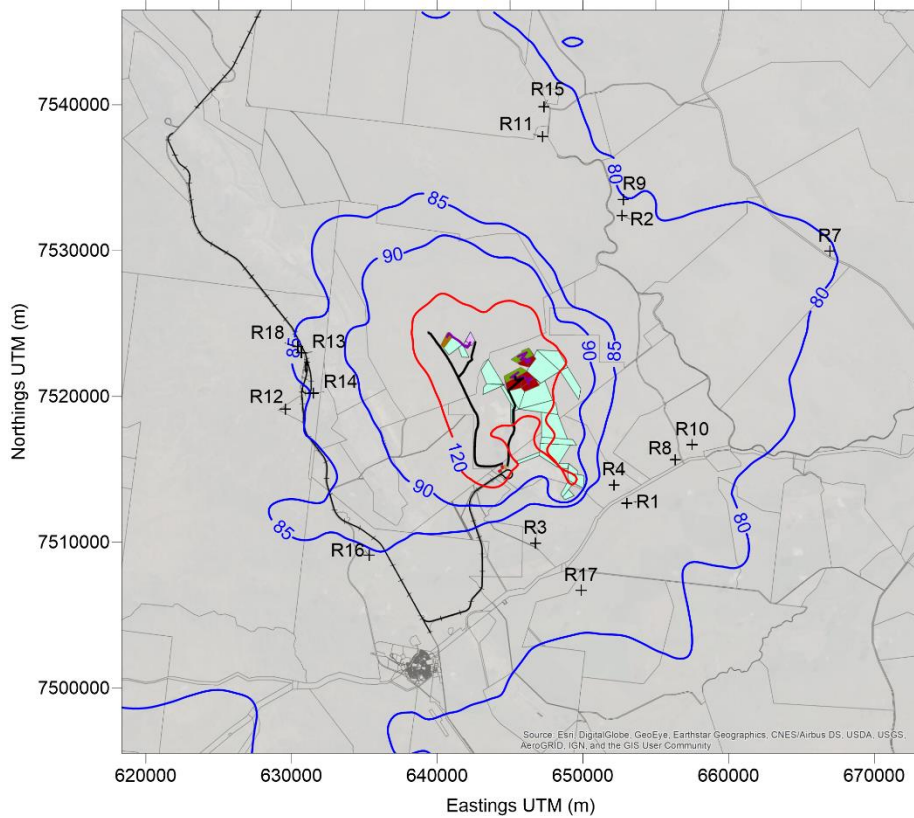 7540000
7530000
7520000
7510000
7500000
Northings UTM (m)
620000
630000
640000
650000
660000
670000
Eastings UTM (m)
R15
R11
80
R9
R2
R7
80
85
90
R18
R13
85
R14
R12
90
85
120
R10
R8
R4
90
R1
85
R3
R16
80
R17
Source: Esri, DigitalGlobe, GeoEye, Earthstar Geographics, CNES/Airbus DS, USDA, USGS,
AeroGRID, IGN, and the GIS User Community